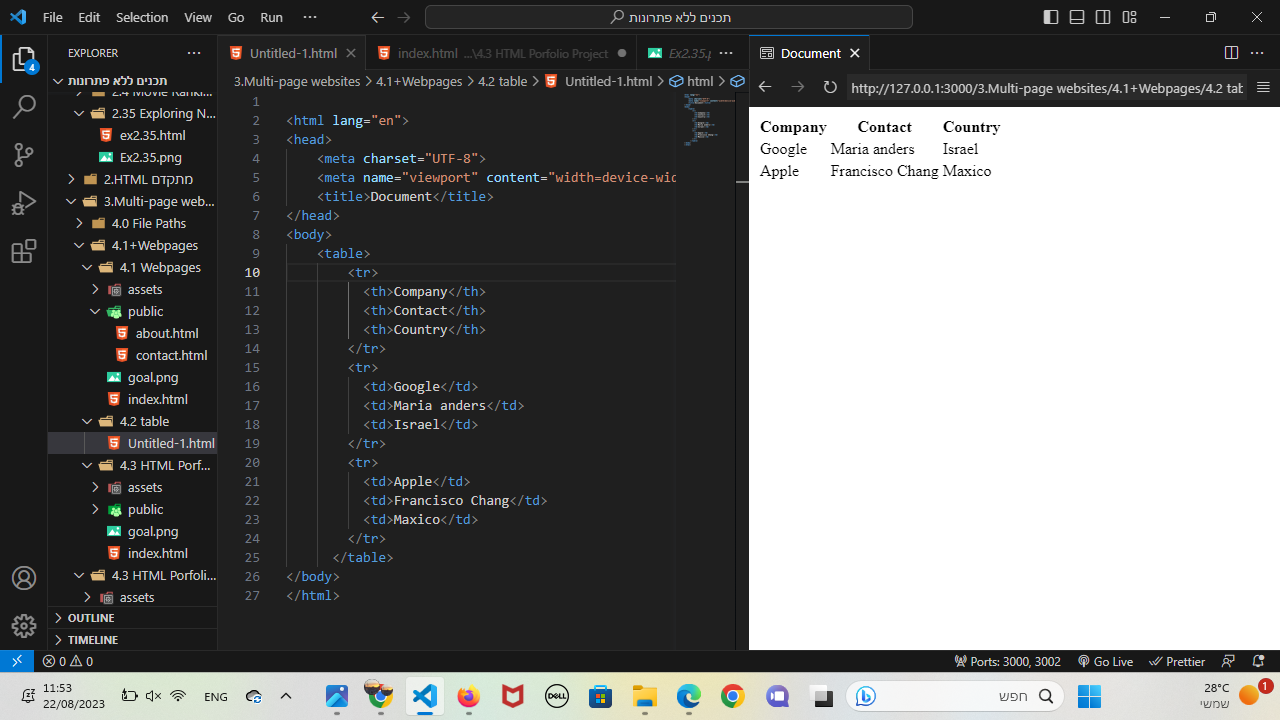 File Edit Selection View Go Run ···
תכנים ללא פתרונות
EXPLORER
תכנים ללא פתרונות
2.4 Movie Ranki...
2.35 Exploring N...
ex2.35.html
Ex2.35.png
2.HTML מתקדם
3.Multi-page web...
4.0 File Paths
4.1+Webpages
4.1 Webpages
assets
public
about.html
contact.html
goal.png
index.html
4.2 table
Untitled-1.html
4.3 HTML Porf...
assets
public
goal.png
index.html
4.3 HTML Porfoli...
assets
OUTLINE
TIMELINE
4
Untitled-1.html
index.html ...\4.3 HTML Porfolio Project
Ex2.35.p
3.Multi-page websites > 4.1+Webpages > 4.2 table > Untitled-1.html > html >
1
2 <html lang="en">
3 <head>
4 <meta charset="UTF-8">
5 <meta name="viewport" content="width=device-wid
6 <title>Document</title>
7 </head>
8 <body>
9 <table>
10 <tr>
11 <th>Company</th>
12 <th>Contact</th>
13 <th>Country</th>
14 </tr>
15 <tr>
16 <td>Google</td>
17 <td>Maria anders</td>
18 <td>Israel</td>
19 </tr>
20 <tr>
21 <td>Apple</td>
22 <td>Francisco Chang</td>
23 <td>Maxico</td>
24 </tr>
25 </table>
26 </body>
27 </html>
Document
http://127.0.0.1:3000/3.Multi-page websites/4.1+Webpages/4.2 tab
Company Contact Country
Google Maria anders Israel
Apple Francisco Chang Maxico
0 0
Ports: 3000, 3002 Go Live Prettier
11:53
22/08/2023
ENG
DELL
חפש
28°C
שמשי
1